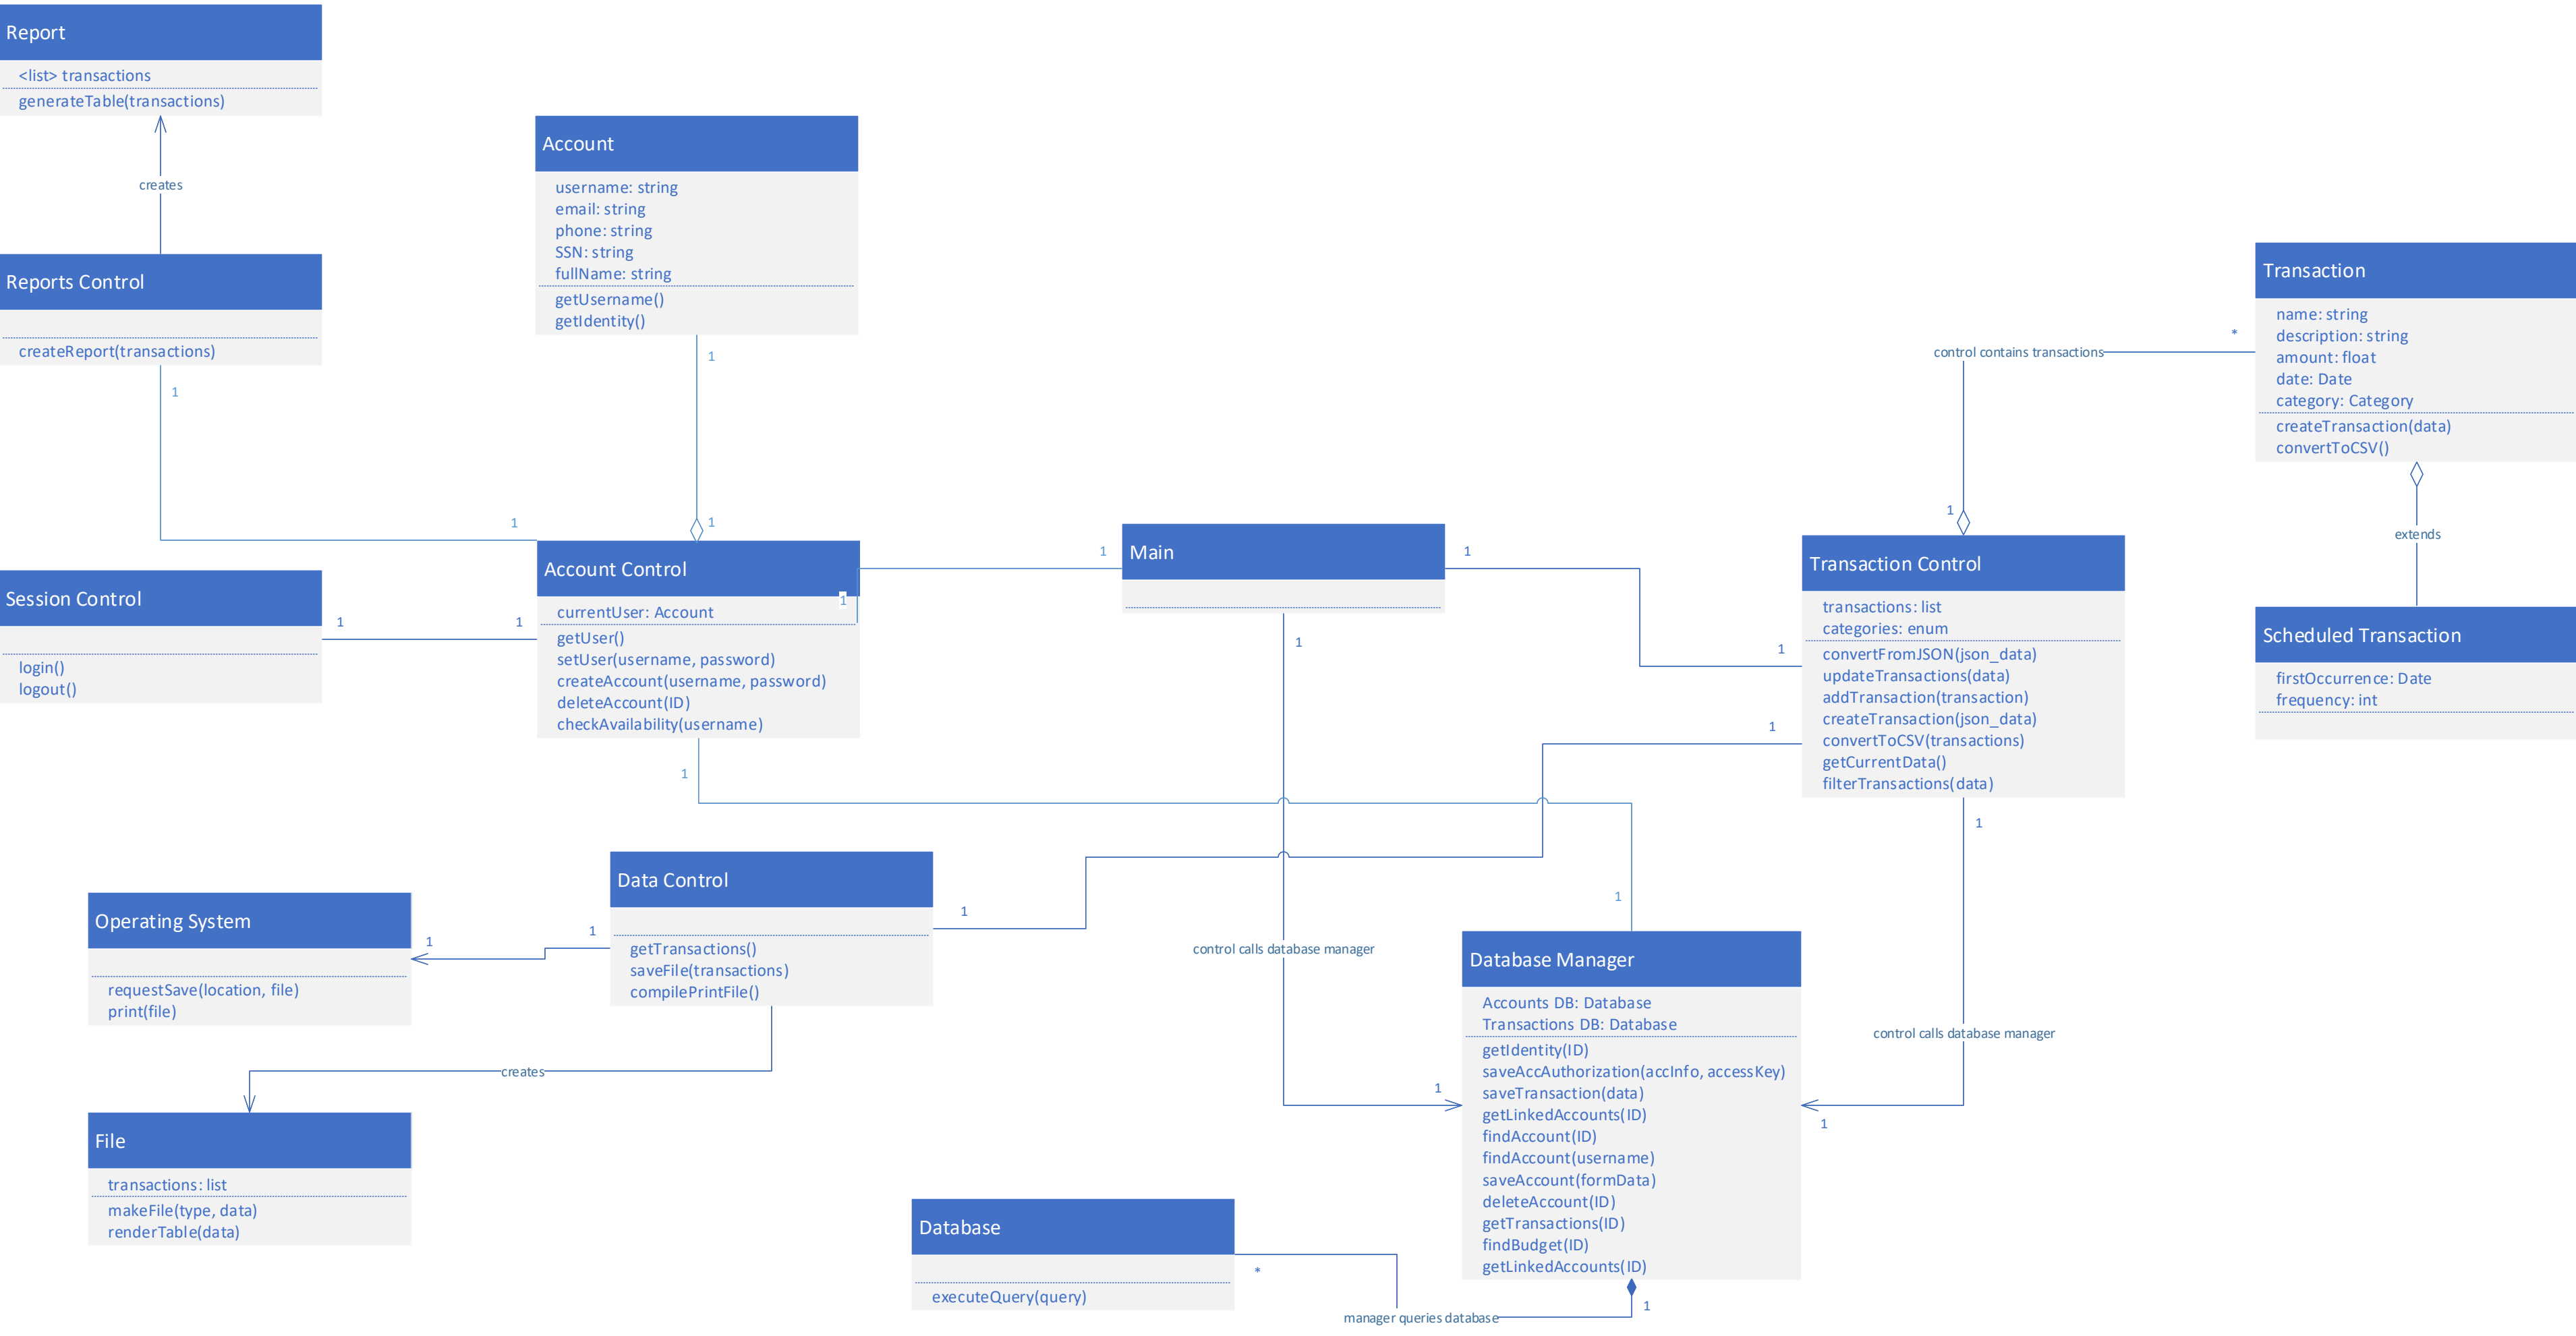 Report
<list> transactions
generateTable(transactions)
creates
Reports Control
createReport(transactions)
1
1
Account
username: string
email: string
phone: string
SSN: string
fullName: string
getUsername()
getIdentity()
1
1
Session Control
login()
logout()
1
1
Account Control
1
currentUser: Account
getUser()
setUser(username, password)
createAccount(username, password)
deleteAccount(ID)
checkAvailability(username)
1
1
Main
1
1
1
Transaction
name: string
description: string
amount: float
date: Date
category: Category
createTransaction(data)
convertToCSV()
*
control contains transactions
1
extends
Transaction Control
transactions: list
categories: enum
convertFromJSON(json_data)
updateTransactions(data)
addTransaction(transaction)
createTransaction(json_data)
convertToCSV(transactions)
getCurrentData()
filterTransactions(data)
1
1
Scheduled Transaction
firstOccurrence: Date
frequency: int
Operating System
requestSave(location, file)
print(file)
1
1
Data Control
getTransactions()
saveFile(transactions)
compilePrintFile()
1
creates
File
transactions: list
makeFile(type, data)
renderTable(data)
control calls database manager
1
1
Database Manager
Accounts DB: Database
Transactions DB: Database
getIdentity(ID)
saveAccAuthorization(accInfo, accessKey)
saveTransaction(data)
getLinkedAccounts(ID)
findAccount(ID)
findAccount(username)
saveAccount(formData)
deleteAccount(ID)
getTransactions(ID)
findBudget(ID)
getLinkedAccounts(ID)
control calls database manager
1
Database
executeQuery(query)
*
manager queries database
1